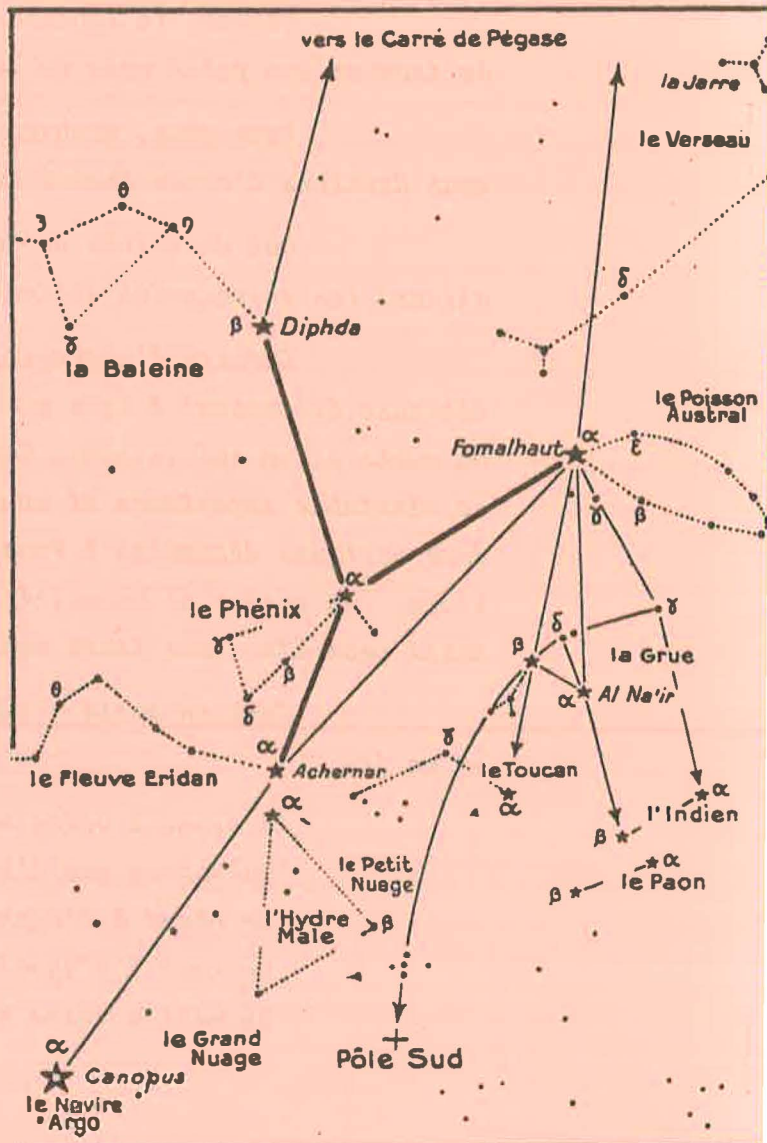 vers le Carré de Pégase
la Jarre
le Verseau
θ
ζ
η
δ
γ
β
Diphda
la Baleine
le Poisson
Austral
α
Fomalhaut
ε
γ
β
α
le Phénix
γ
β
δ
γ
δ
β
la Grue
α
Al Na'ir
θ
α
γ
le Fleuve Eridan
Achernar
le Toucan
α
α
l'Indien
α
β
le Petit
Nuage
α
le Paon
β
l'Hydre
Male
β
le Grand
Nuage
Pôle Sud
α
Canopus
le Navire
Argo